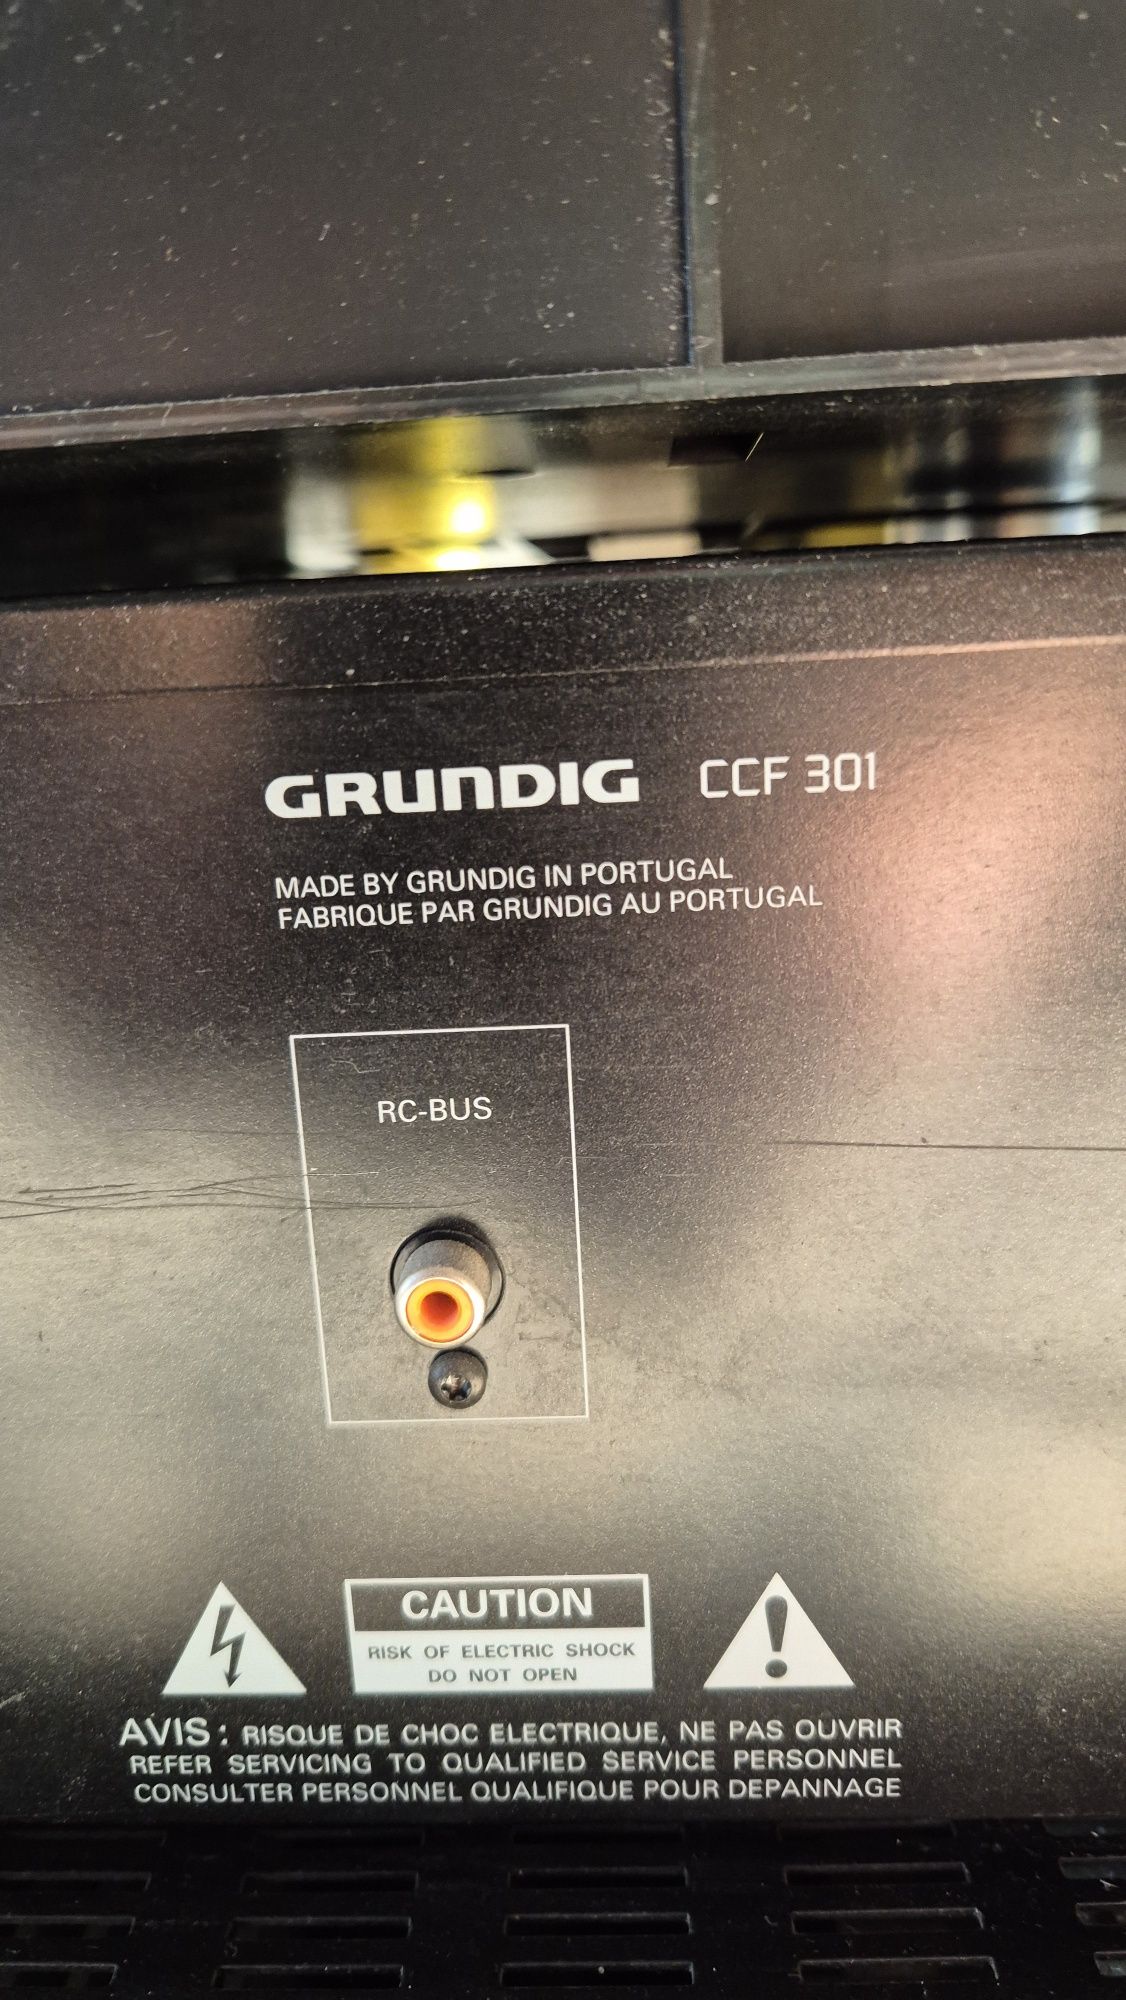 GRUNDIG CCF 301
MADE BY GRUNDIG IN PORTUGAL
FABRIQUE PAR GRUNDIG AU PORTUGAL
RC-BUS
CAUTION
RISK OF ELECTRIC SHOCK
DO NOT OPEN
AVIS : RISQUE DE CHOC ELECTRIQUE, NE PAS OUVRIR
REFER SERVICING TO QUALIFIED SERVICE PERSONNEL
CONSULTER PERSONNEL QUALIFIQUE POUR DEPANNAGE